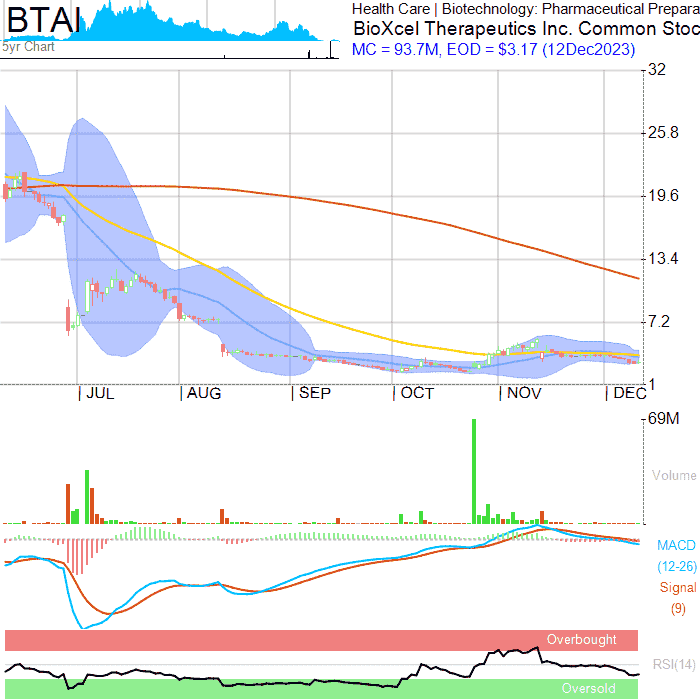 BTAI
5yr Chart
Health Care | Biotechnology: Pharmaceutical Prepara
BioXcel Therapeutics Inc. Common Stoc
MC = 93.7M, EOD = $3.17 (12Dec2023)
32
25.8
19.6
13.4
7.2
1
JUL AUG SEP OCT NOV DEC
69M
Volume
MACD
(12-26)
Signal
(9)
Overbought
RSI(14)
Oversold